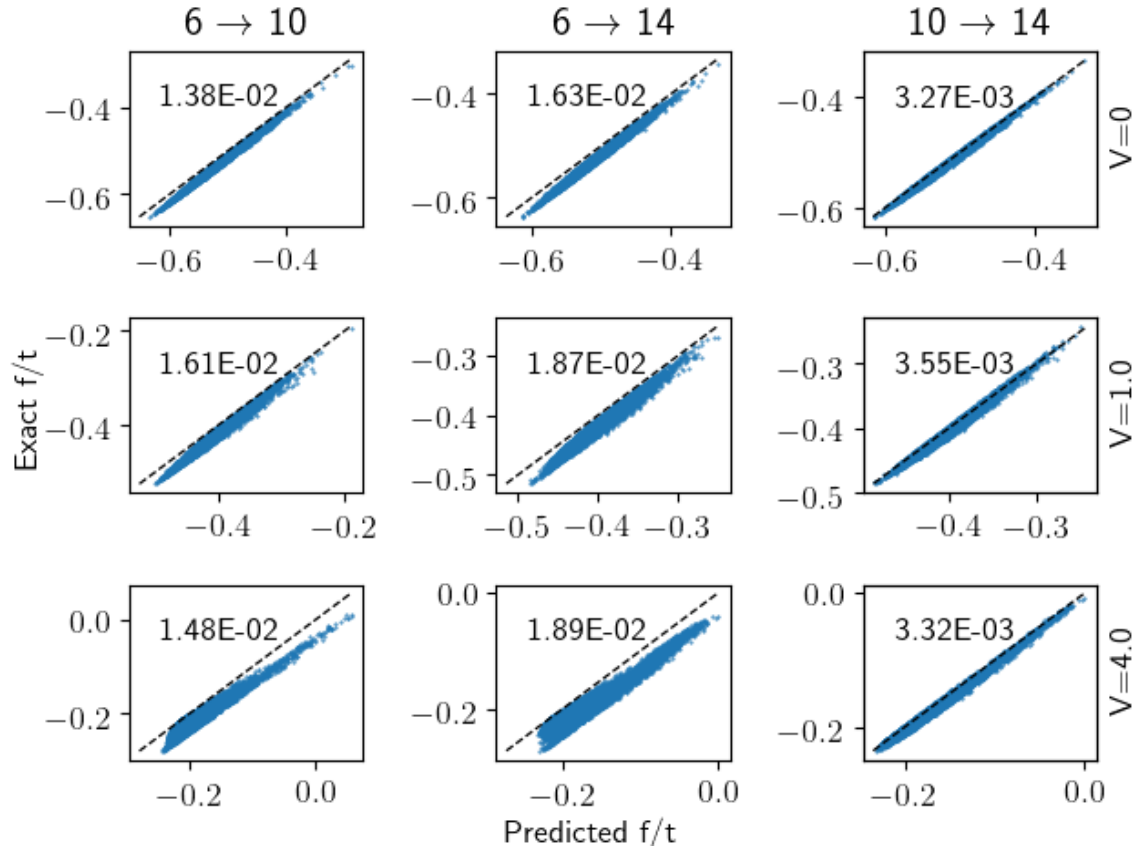 6 → 10
6 → 14
10 → 14
1.38E-02
1.63E-02
3.27E-03
−0.4
−0.6
−0.6
−0.4
−0.4
−0.6
−0.6
−0.4
−0.4
−0.6
−0.6
−0.4
V=0
1.61E-02
1.87E-02
3.55E-03
−0.2
−0.4
−0.4
−0.2
−0.3
−0.4
−0.5
−0.5
−0.4
−0.3
−0.3
−0.4
−0.5
−0.4
−0.3
V=1.0
Exact f/t
1.48E-02
1.89E-02
3.32E-03
0.0
−0.2
−0.2
0.0
0.0
−0.2
−0.2
0.0
0.0
−0.2
−0.2
0.0
V=4.0
Predicted f/t